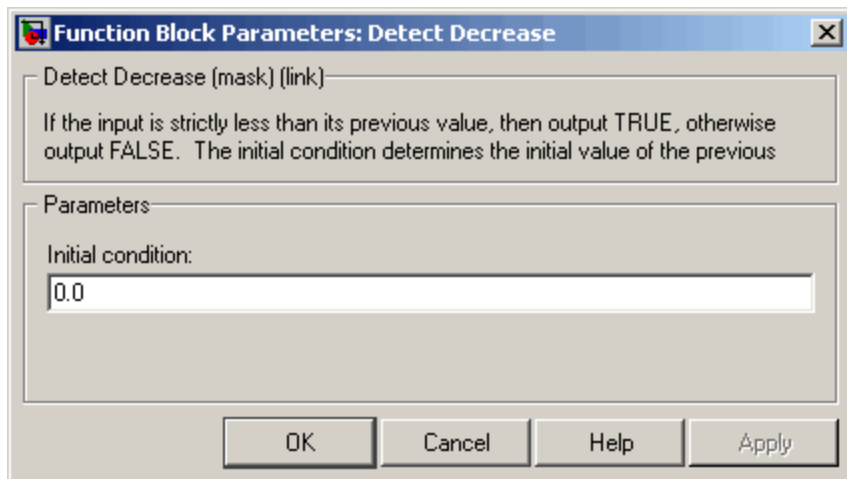 Function Block Parameters: Detect Decrease
Detect Decrease (mask) (link)
If the input is strictly less than its previous value, then output TRUE, otherwise
output FALSE.  The initial condition determines the initial value of the previous
Parameters
Initial condition:
0.0
OK Cancel Help Apply